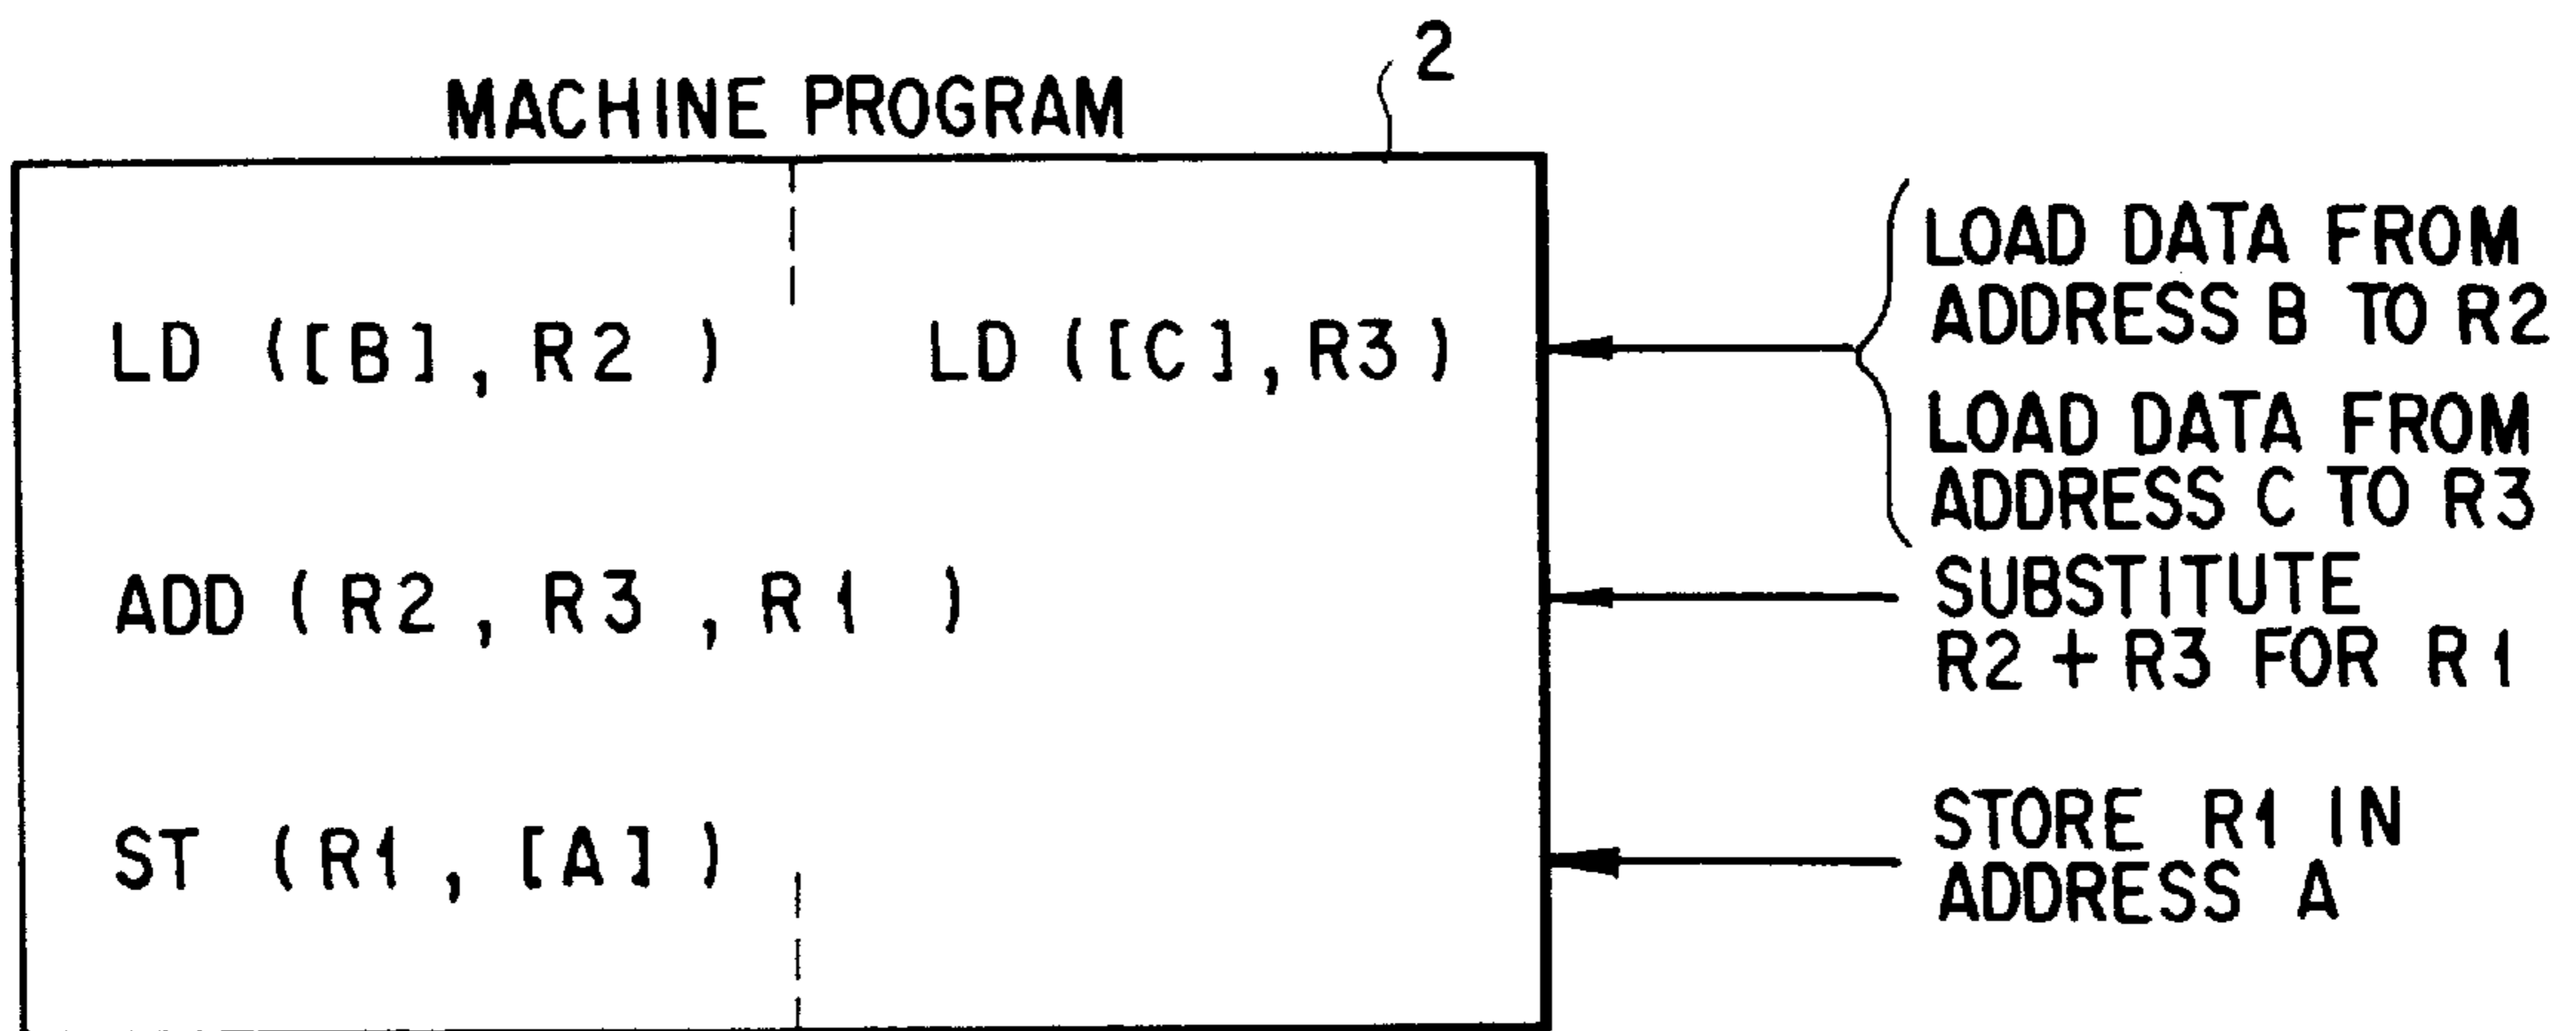 2
MACHINE PROGRAM
LD ([B], R2 ) LD ([C], R3)
LOAD DATA FROM
ADDRESS B TO R2
LOAD DATA FROM
ADDRESS C TO R3
ADD (R2 , R3 , R1 )
SUBSTITUTE
R2 + R3 FOR R1
ST (R1 , [A])
STORE R1 IN
ADDRESS A